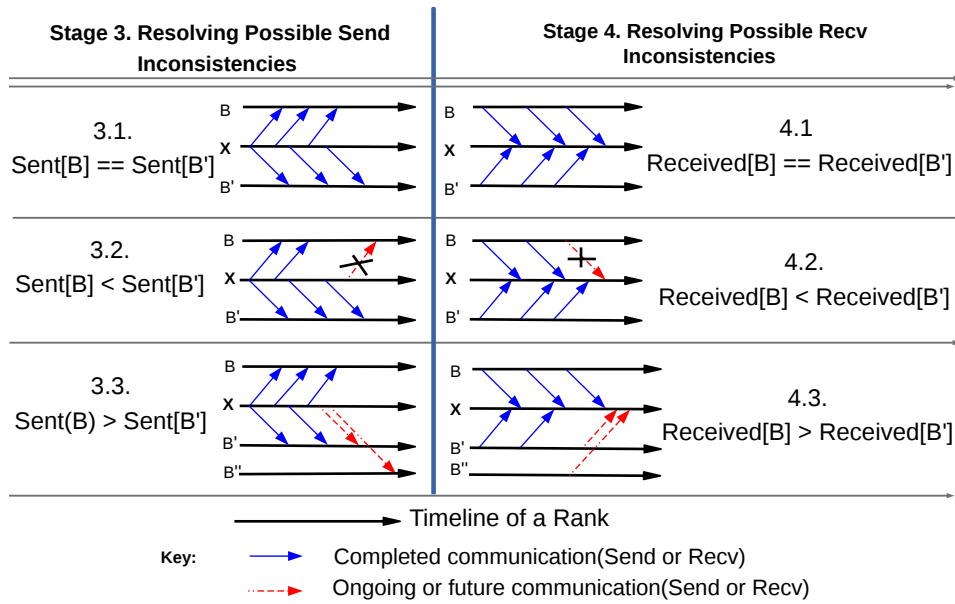 Stage 3. Resolving Possible Send
Inconsistencies
Stage 4. Resolving Possible Recv
Inconsistencies
3.1.
Sent[B] == Sent[B']
B
X
B'
B
X
B'
4.1
Received[B] == Received[B']
3.2.
Sent[B] < Sent[B']
B
X
B'
B
X
B'
4.2.
Received[B] < Received[B']
3.3.
Sent(B) > Sent[B']
B
X
B'
B"
B
X
B'
B"
4.3.
Received[B] > Received[B']
Timeline of a Rank
Key:
Completed communication(Send or Recv)
Ongoing or future communication(Send or Recv)